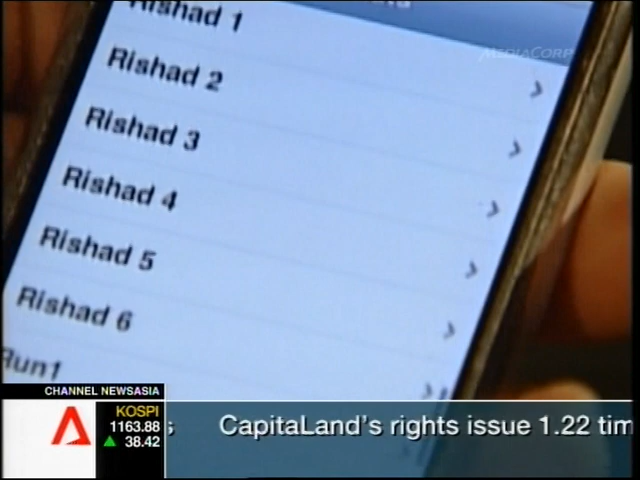 Rishad 1
MEDIACORP
Rishad 2
Rishad 3
Rishad 4
Rishad 5
Rishad 6
Run1
CHANNEL NEWSASIA
KOSPI
1163.88
▲ 38.42
CapitaLand's rights issue 1.22 tim